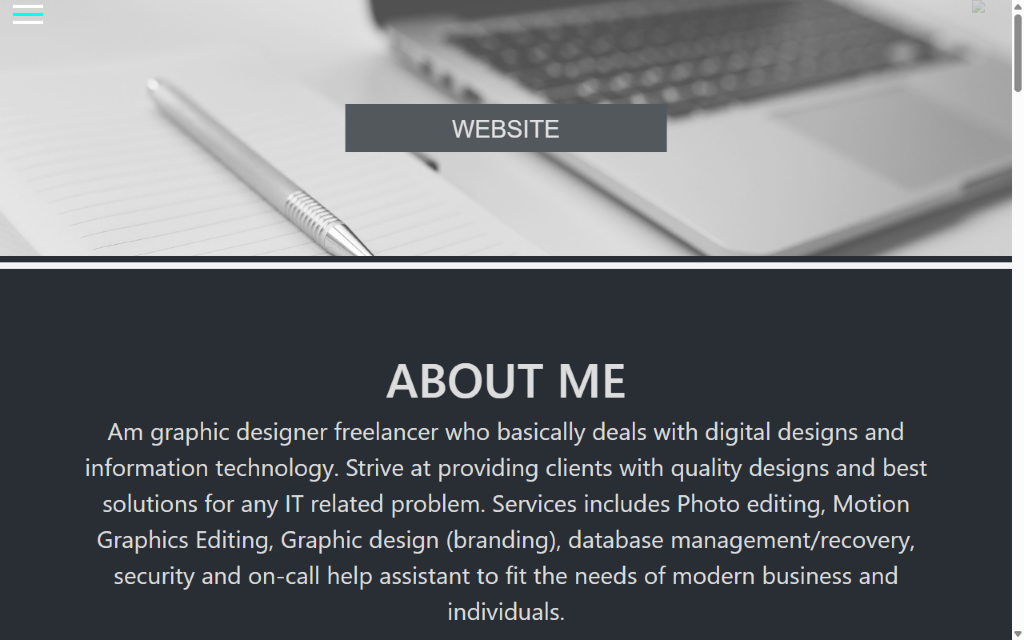 WEBSITE
ABOUT ME
Am graphic designer freelancer who basically deals with digital designs and
information technology. Strive at providing clients with quality designs and best
solutions for any IT related problem. Services includes Photo editing, Motion
Graphics Editing, Graphic design (branding), database management/recovery,
security and on-call help assistant to fit the needs of modern business and
individuals.